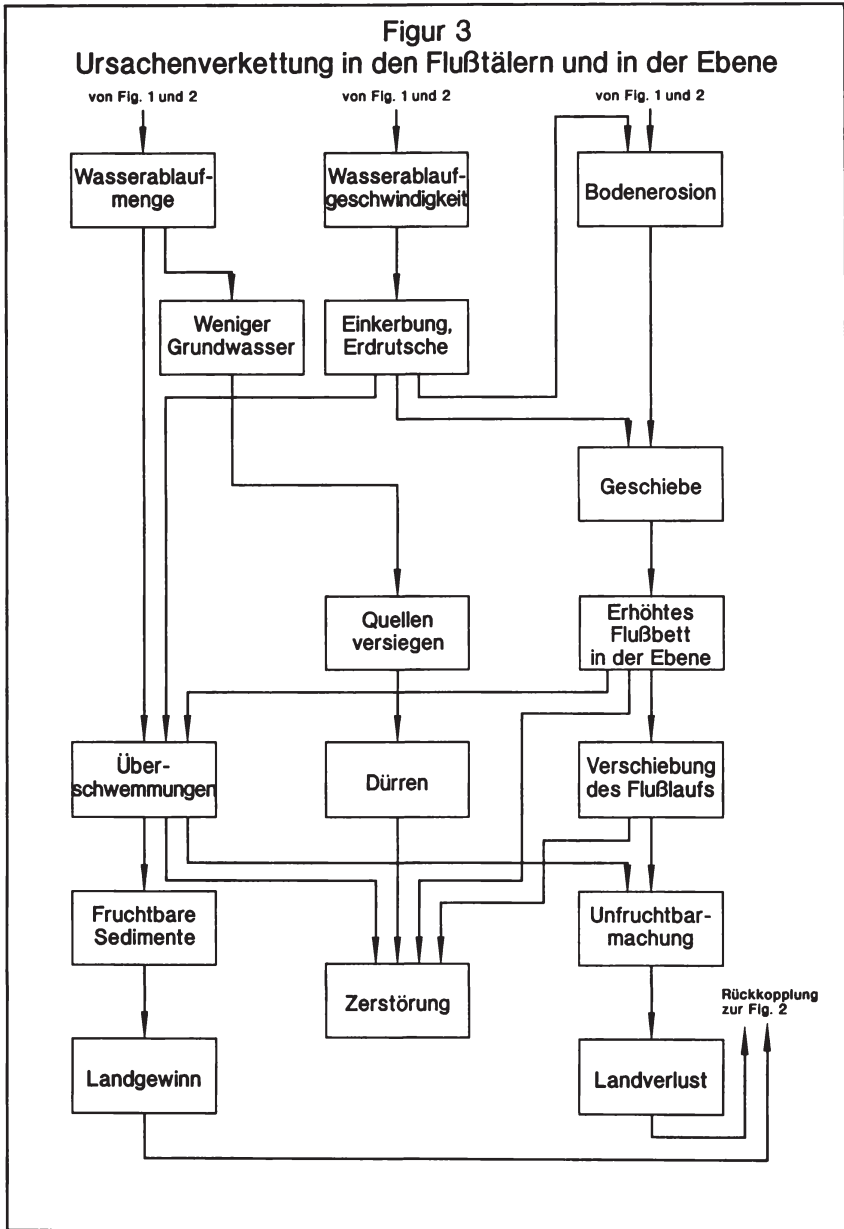 Figur 3
Ursachenverkettung in den Flußtälern und in der Ebene
von Fig. 1 und 2
von Fig. 1 und 2
von Fig. 1 und 2
Wasserablauf-
menge
Wasserablauf-
geschwindigkeit
Bodenerosion
Weniger
Grundwasser
Einkerbung,
Erdrutsche
Geschiebe
Quellen
versiegen
Erhöhtes
Flußbett
in der Ebene
Über-
schwemmungen
Dürren
Verschiebung
des Flußlaufs
Fruchtbare
Sedimente
Zerstörung
Unfruchtbar-
machung
Rückkopplung
zur Fig. 2
Landgewinn
Landverlust